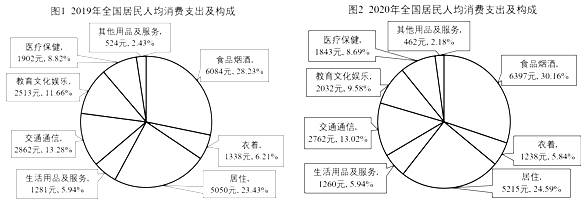 图1 2019年全国居民人均消费支出及构成
其他用品及服务,
524元, 2.43%
医疗保健,
1902元, 8.82%
食品烟酒,
6084元, 28.23%
教育文化娱乐,
2513元, 11.66%
交通通信,
2862元, 13.28%
衣着,
1338元, 6.21%
生活用品及服务,
1281元, 5.94%
居住,
5050元, 23.43%
图2 2020年全国居民人均消费支出及构成
其他用品及服务,
462元, 2.18%
医疗保健,
1843元, 8.69%
食品烟酒,
6397元, 30.16%
教育文化娱乐,
2032元, 9.58%
交通通信,
2762元, 13.02%
衣着,
1238元, 5.84%
生活用品及服务,
1260元, 5.94%
居住,
5215元, 24.59%